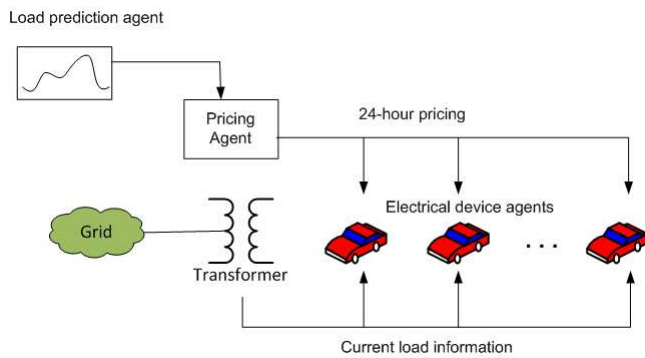 Load prediction agent
Pricing
Agent
24-hour pricing
Electrical device agents
Grid
. . .
Transformer
Current load information